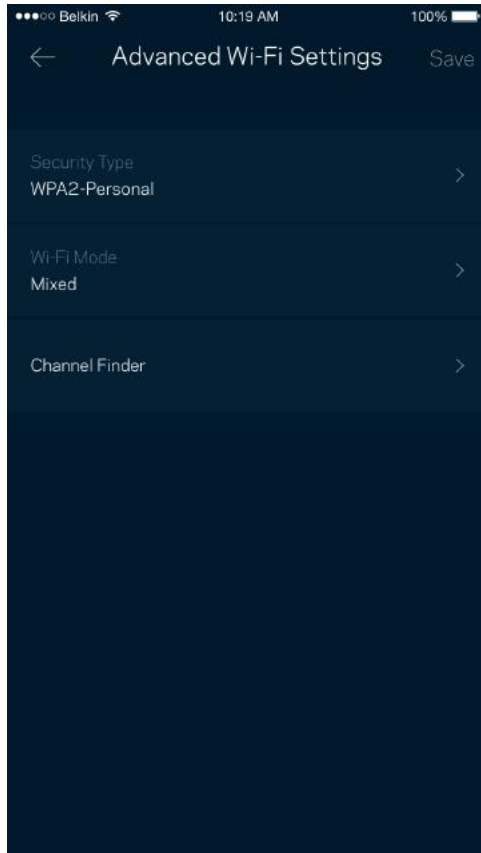 Belkin 10:19 AM 100%
Advanced Wi-Fi Settings Save
Security Type
WPA2-Personal
Wi-Fi Mode
Mixed
Channel Finder